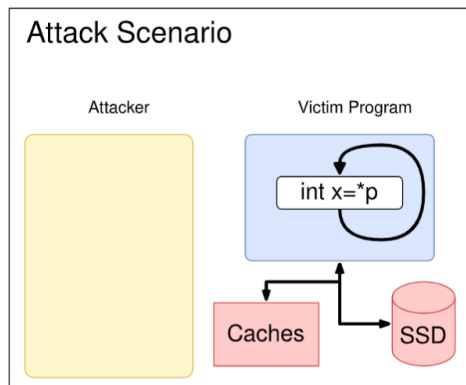 Attack Scenario
Attacker
Victim Program
int x=*p
Caches
SSD